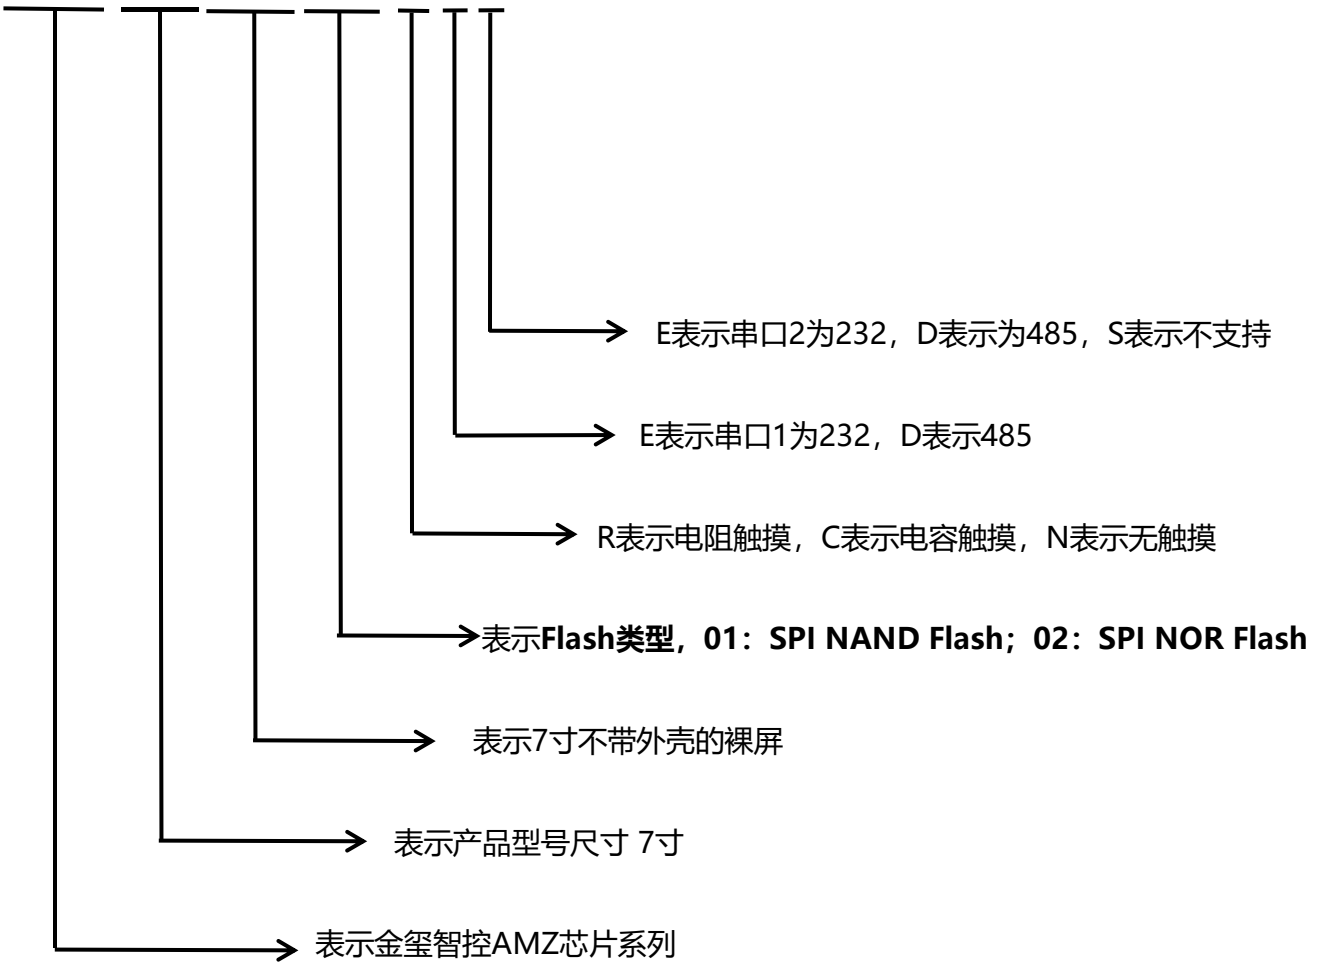 E表示串口2为232，D表示为485，S表示不支持
E表示串口1为232，D表示485
R表示电阻触摸，C表示电容触摸，N表示无触摸
表示Flash类型，01：SPI NAND Flash；02：SPI NOR Flash
表示7寸不带外壳的裸屏
表示产品型号尺寸 7寸
表示金玺智控AMZ芯片系列